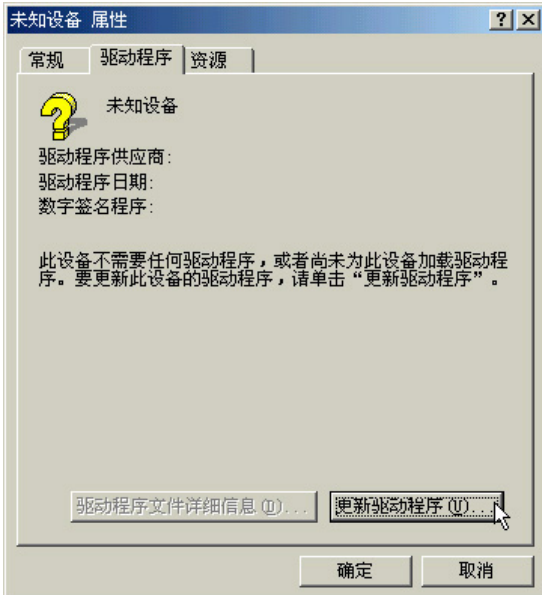 未知设备 属性
常规 驱动程序 资源
未知设备
驱动程序供应商:
驱动程序日期:
数字签名程序:
此设备不需要任何驱动程序，或者尚未为此设备加载驱动程
序。要更新此设备的驱动程序，请单击“更新驱动程序”。
驱动程序文件详细信息(D)... 更新驱动程序(U)...
确定 取消